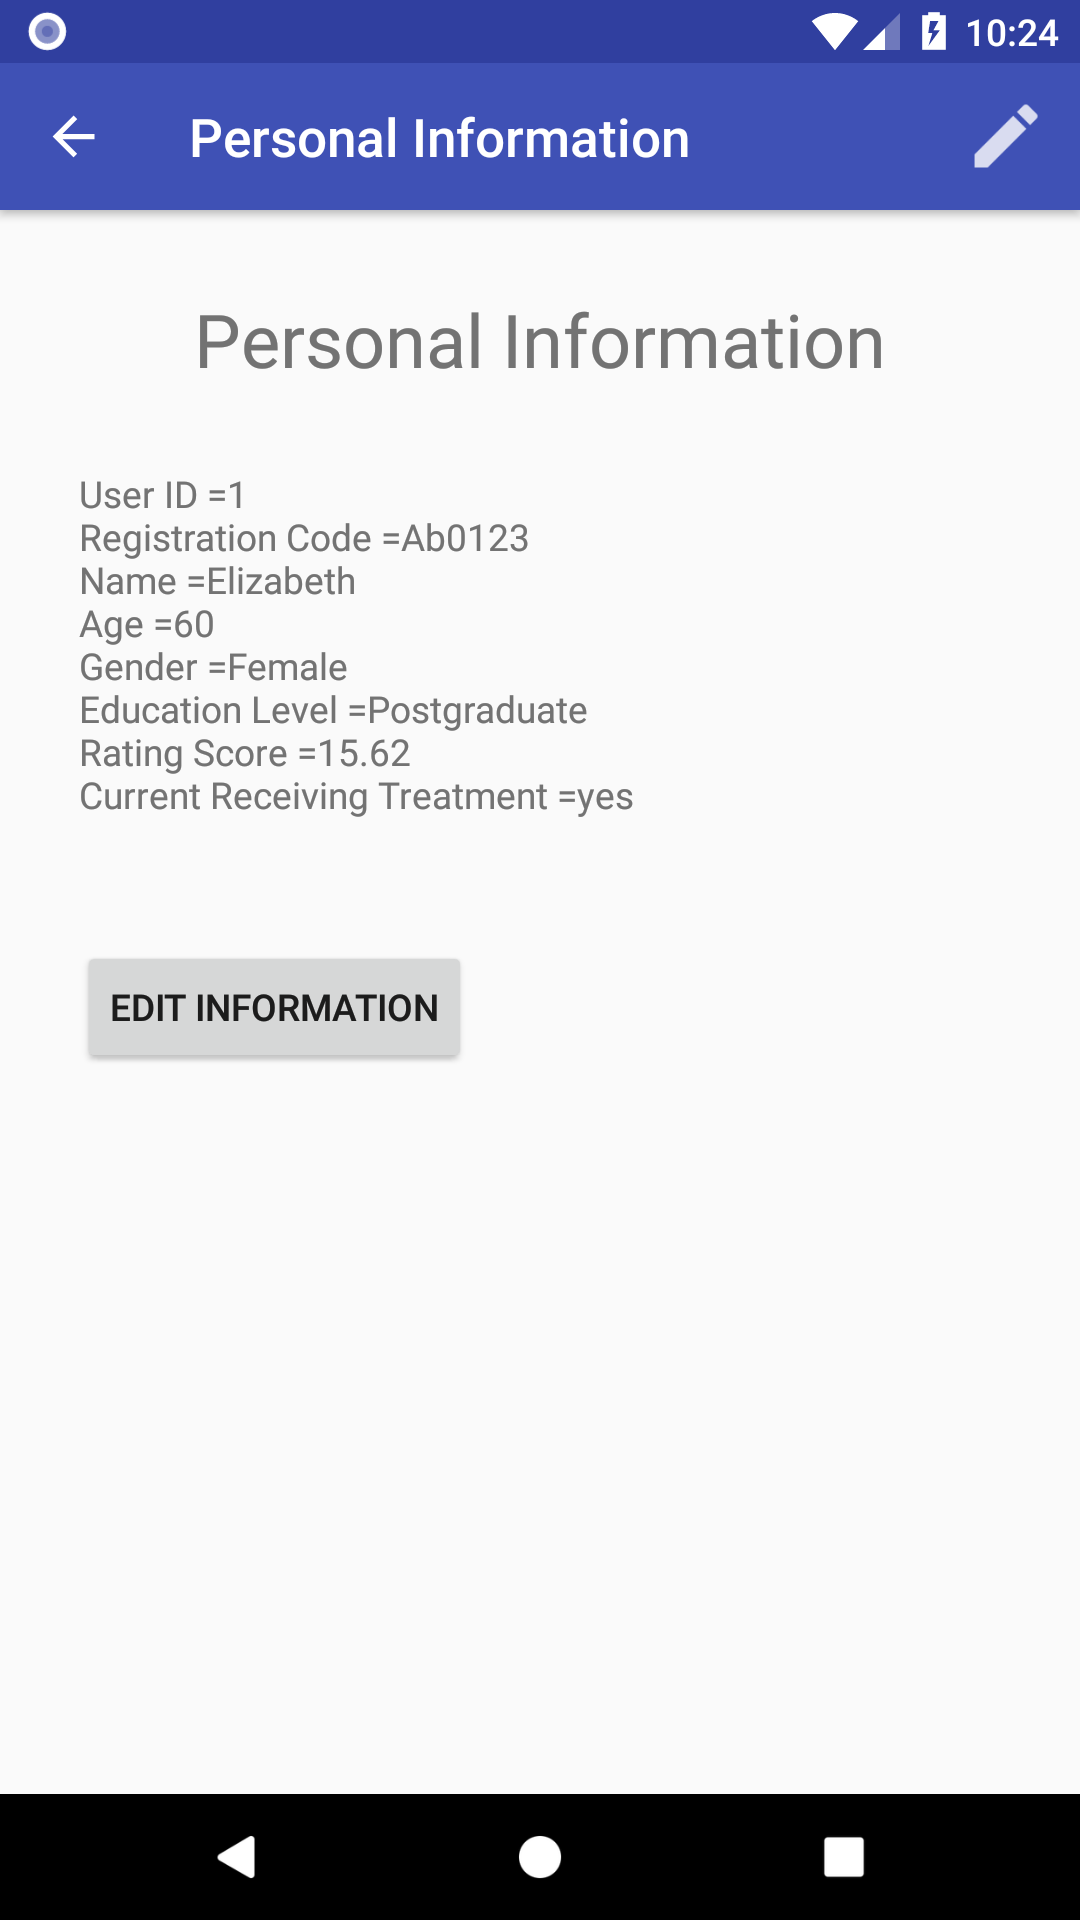 10:24
Personal Information
Personal Information
User ID =1
Registration Code =Ab0123
Name =Elizabeth
Age =60
Gender =Female
Education Level =Postgraduate
Rating Score =15.62
Current Receiving Treatment =yes
EDIT INFORMATION